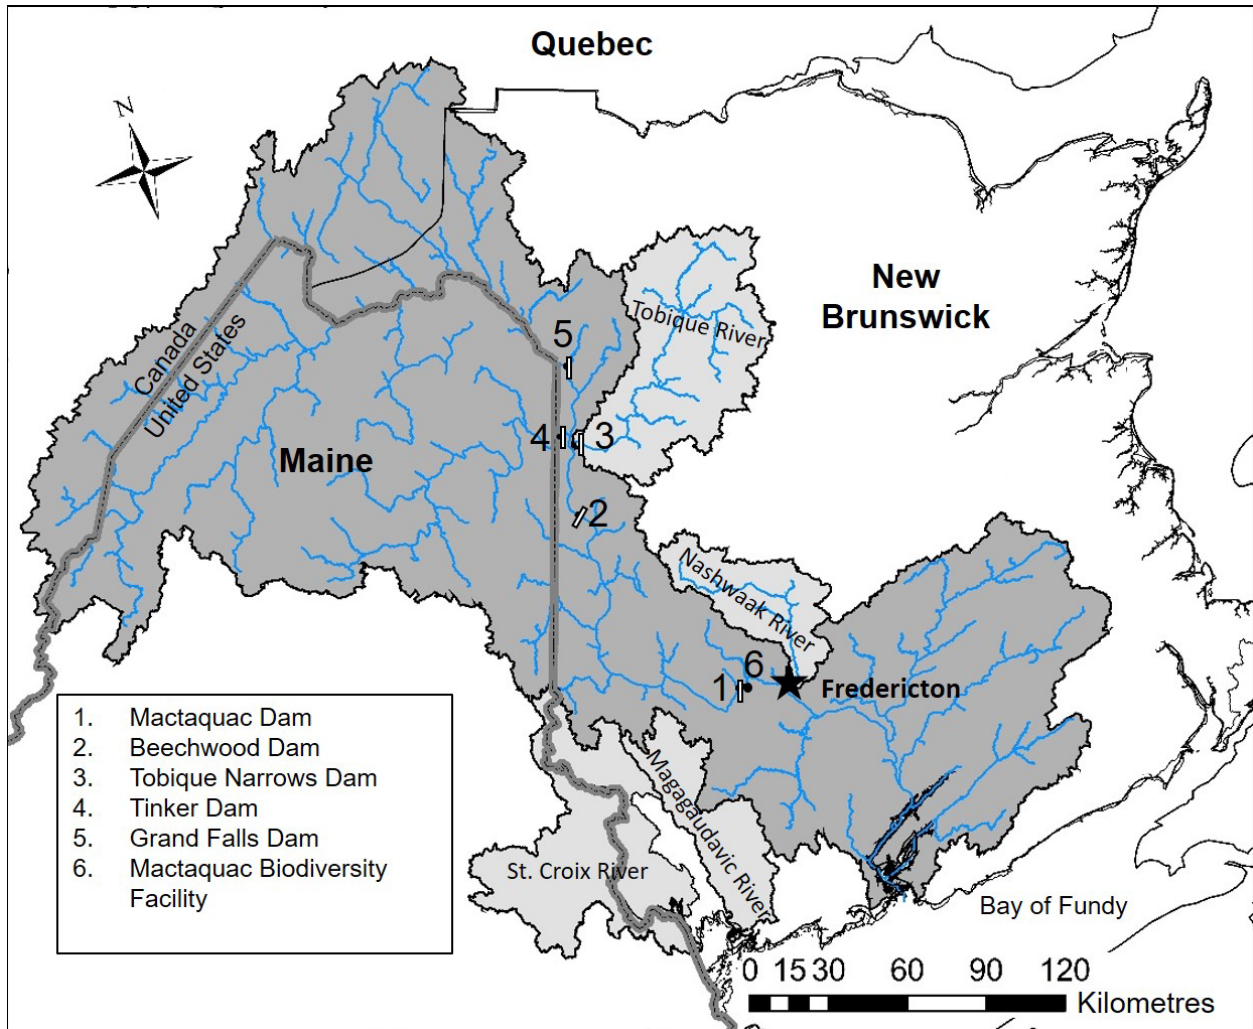 Quebec
N
New
Brunswick
Tobique River
5
Canada
United States
4
3
Maine
2
Nashwaak River
6
1
Fredericton
1. Mactaquac Dam
2. Beechwood Dam
3. Tobique Narrows Dam
4. Tinker Dam
5. Grand Falls Dam
6. Mactaquac Biodiversity
Facility
Magagaudavic River
St. Croix River
Bay of Fundy
0 15 30 60 90 120
Kilometres